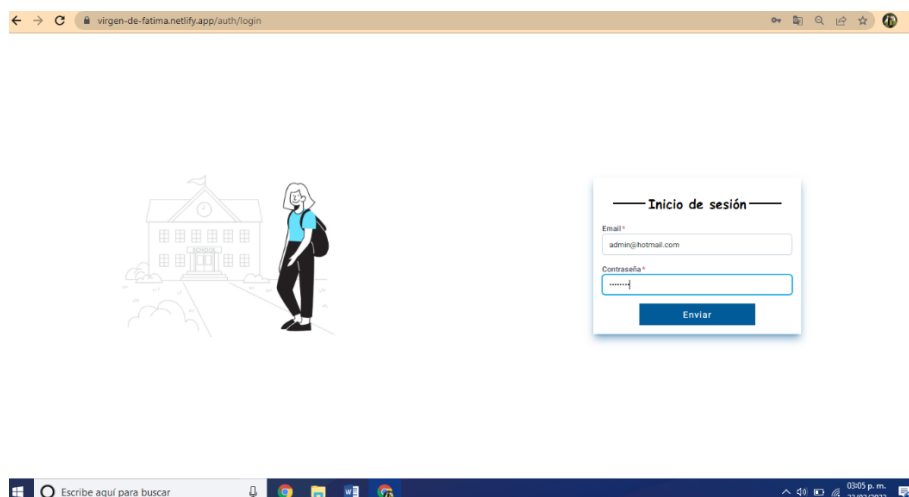 virgen-de-fatima.netlify.app/auth/login
SCHOOL
Inicio de sesión
Email *
admin@hotmail.com
Contraseña *
Enviar
Escribe aquí para buscar
03:05 p. m.